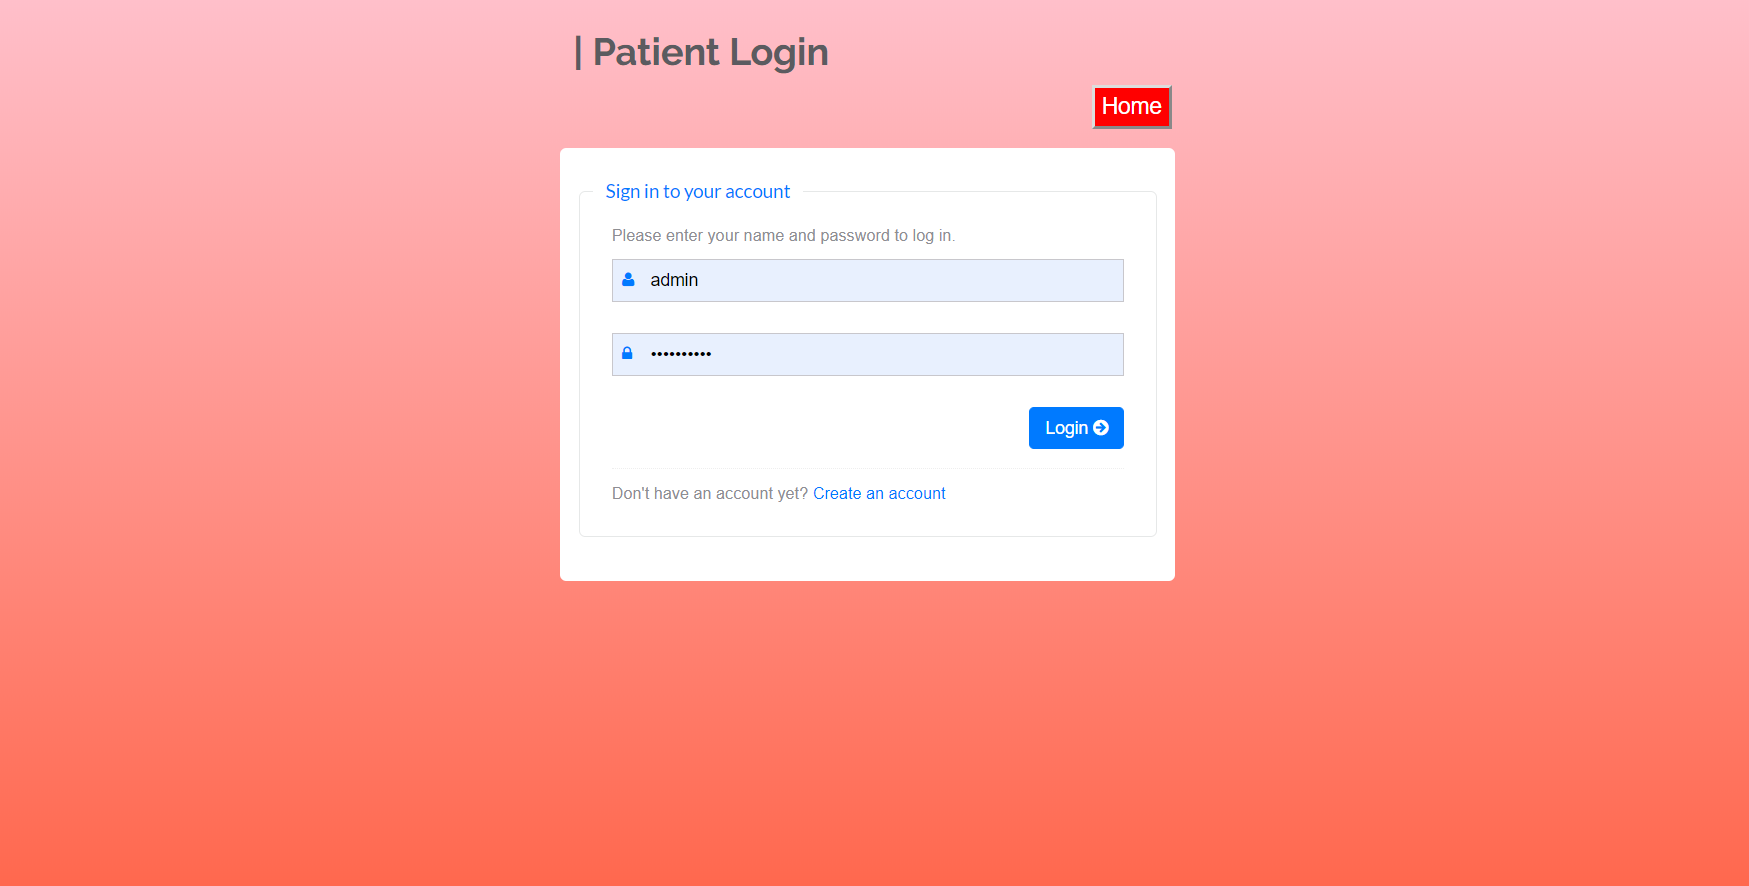 | Patient Login
Home
Sign in to your account
Please enter your name and password to log in.
admin
••••••••••
Login
Don't have an account yet? Create an account